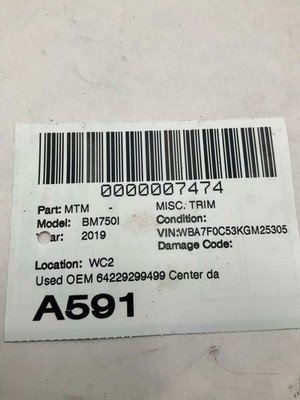 0000007474
Part: MTM - MISC. TRIM
Model: BM750I Condition:
ar: 2019 VIN:WBA7F0C53KGM25305
Damage Code:
Location: WC2
Used OEM 64229299499 Center da
A591